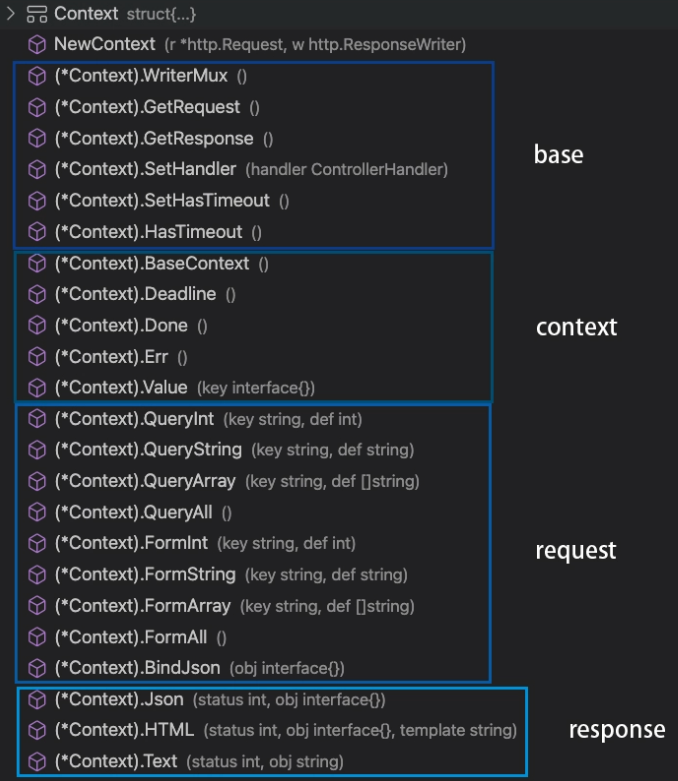 Context struct{...}
NewContext (r *http.Request, w http.ResponseWriter)
(*Context).WriterMux ()
(*Context).GetRequest ()
(*Context).GetResponse ()
(*Context).SetHandler (handler ControllerHandler)
(*Context).SetHasTimeout ()
(*Context).HasTimeout ()
base
(*Context).BaseContext ()
(*Context).Deadline ()
(*Context).Done ()
(*Context).Err ()
(*Context).Value (key interface{})
context
(*Context).QueryInt (key string, def int)
(*Context).QueryString (key string, def string)
(*Context).QueryArray (key string, def []string)
(*Context).QueryAll ()
(*Context).FormInt (key string, def int)
(*Context).FormString (key string, def string)
(*Context).FormArray (key string, def []string)
(*Context).FormAll ()
(*Context).BindJson (obj interface{})
request
(*Context).Json (status int, obj interface{})
(*Context).HTML (status int, obj interface{}, template string)
(*Context).Text (status int, obj string)
response